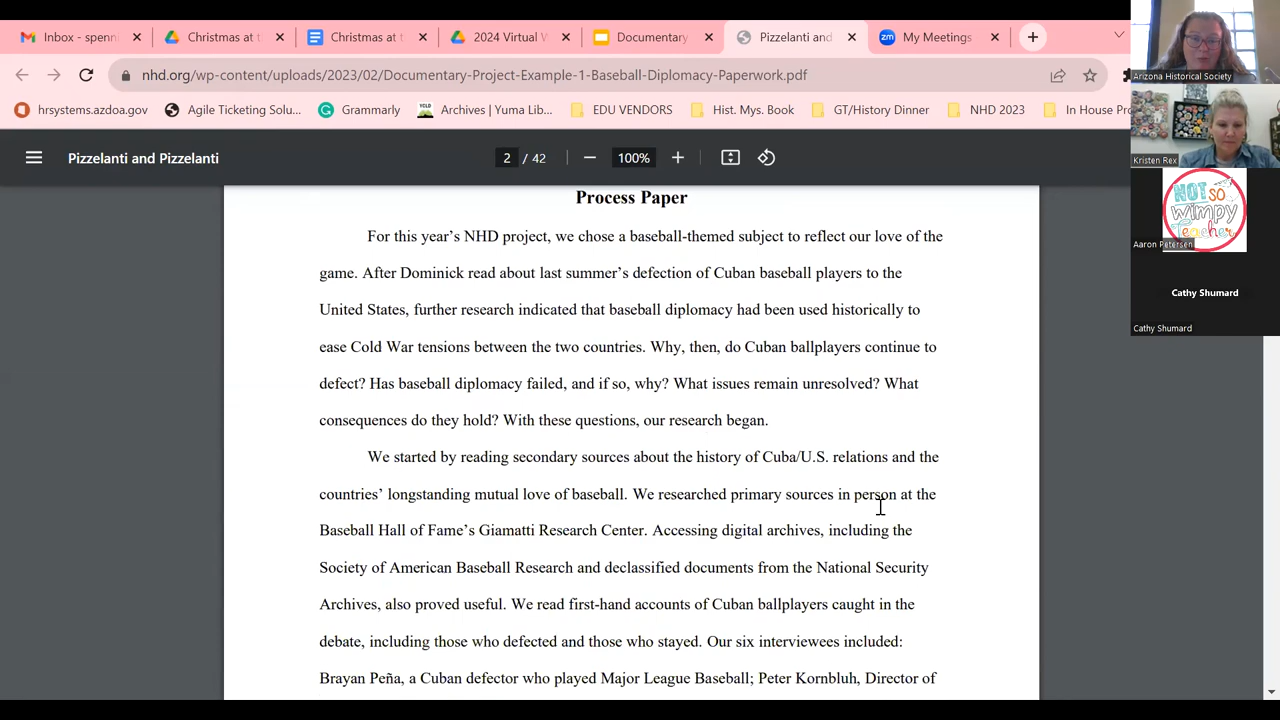 Inbox - spenn
Christmas at t
Christmas at t
2024 Virtual W
Documentary
Pizzelanti and
My Meetings
nhd.org/wp-content/uploads/2023/02/Documentary-Project-Example-1-Baseball-Diplomacy-Paperwork.pdf
hrsystems.azdoa.gov
Agile Ticketing Solu...
Grammarly
YCLD
Archives | Yuma Lib...
EDU VENDORS
Hist. Mys. Book
GT/History Dinner
NHD 2023
In House Pr
Pizzelanti and Pizzelanti
2 / 42
100%
Process Paper
For this year's NHD project, we chose a baseball-themed subject to reflect our love of the
game. After Dominick read about last summer's defection of Cuban baseball players to the
United States, further research indicated that baseball diplomacy had been used historically to
ease Cold War tensions between the two countries. Why, then, do Cuban ballplayers continue to
defect? Has baseball diplomacy failed, and if so, why? What issues remain unresolved? What
consequences do they hold? With these questions, our research began.
We started by reading secondary sources about the history of Cuba/U.S. relations and the
countries' longstanding mutual love of baseball. We researched primary sources in person at the
Baseball Hall of Fame's Giamatti Research Center. Accessing digital archives, including the
Society of American Baseball Research and declassified documents from the National Security
Archives, also proved useful. We read first-hand accounts of Cuban ballplayers caught in the
debate, including those who defected and those who stayed. Our six interviewees included:
Brayan Peña, a Cuban defector who played Major League Baseball; Peter Kornbluh, Director of
Arizona Historical Society
Kristen Rex
NOT SO
wimpy
Teacher
Aaron Petersen
Cathy Shumard
Cathy Shumard